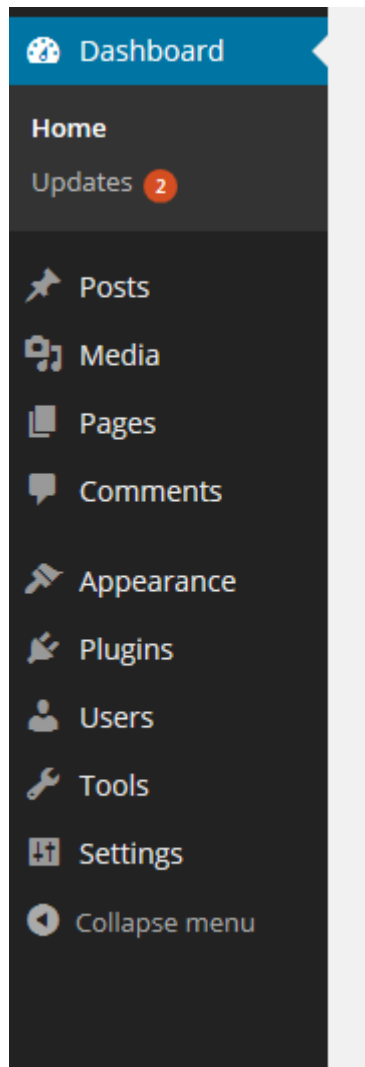 Dashboard
Home
Updates 2
Posts
Media
Pages
Comments
Appearance
Plugins
Users
Tools
Settings
Collapse menu